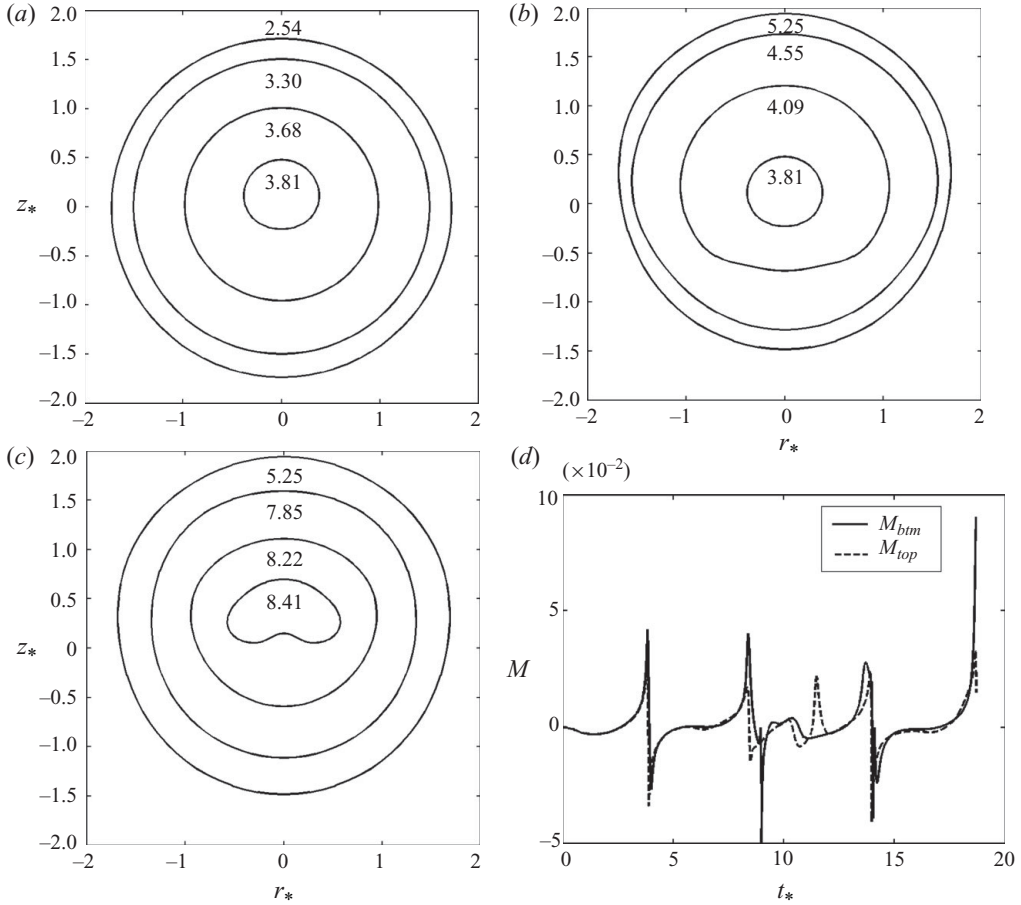 (a)
2.0
1.5
1.0
0.5
z* 0
–0.5
–1.0
–1.5
–2.0
–2 –1 0 1 2
2.54
3.30
3.68
3.81
(b)
2.0
1.5
1.0
0.5
0
–0.5
–1.0
–1.5
–2.0
–2 –1 0 1 2
r*
5.25
4.55
4.09
3.81
(c)
2.0
1.5
1.0
0.5
z* 0
–0.5
–1.0
–1.5
–2.0
–2 –1 0 1 2
r*
5.25
7.85
8.22
8.41
(d)
(×10⁻²)
10
5
M
0
–5
0 5 10 15 20
t*
M_btm
M_top